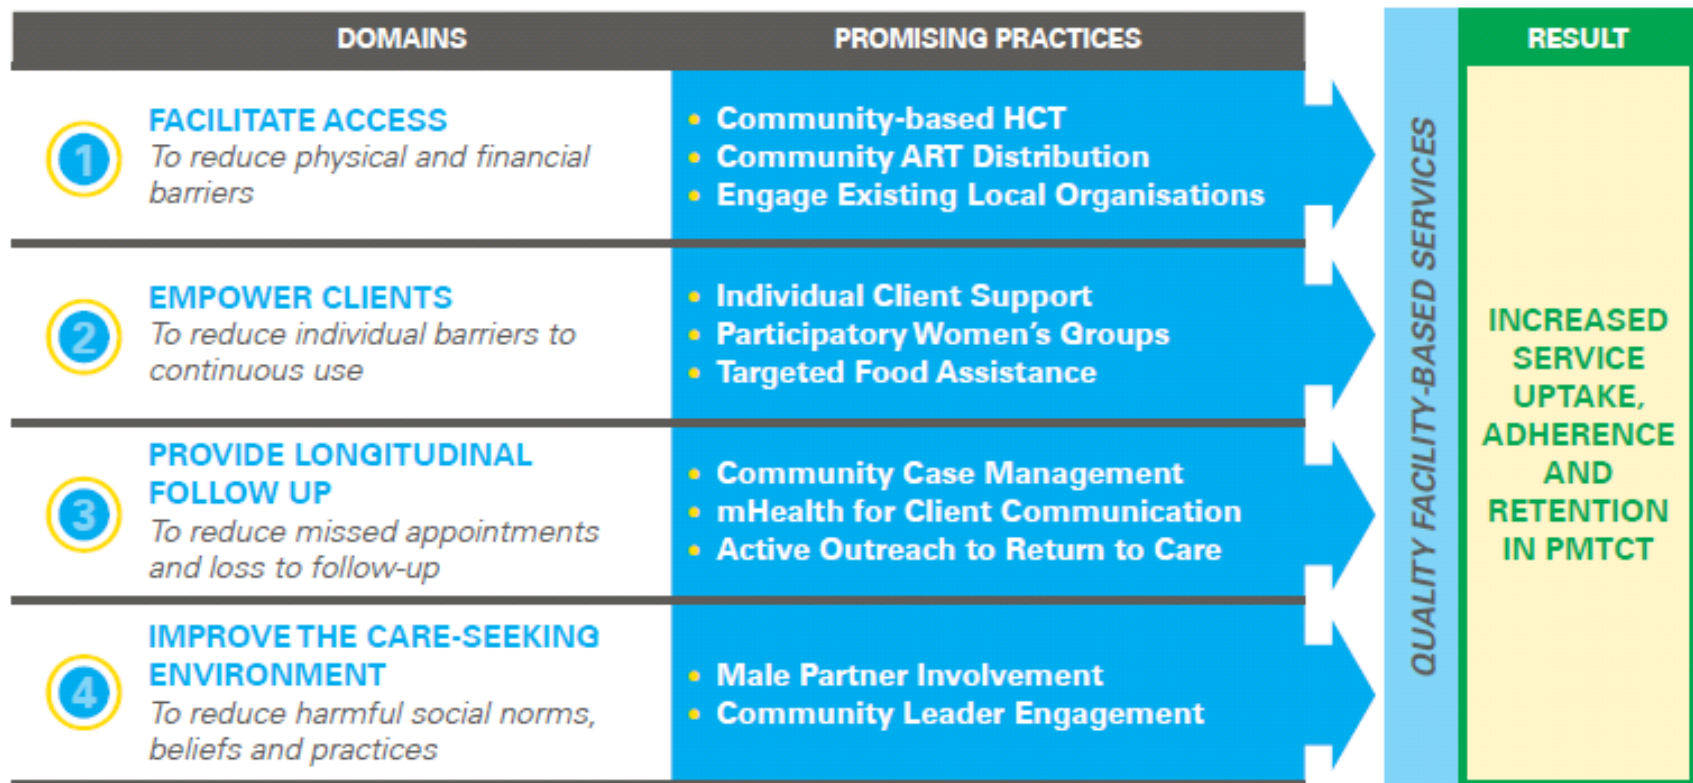 DOMAINS
PROMISING PRACTICES
RESULT
1
FACILITATE ACCESS
To reduce physical and financial
barriers
• Community-based HCT
• Community ART Distribution
• Engage Existing Local Organisations
2
EMPOWER CLIENTS
To reduce individual barriers to
continuous use
• Individual Client Support
• Participatory Women's Groups
• Targeted Food Assistance
3
PROVIDE LONGITUDINAL
FOLLOW UP
To reduce missed appointments
and loss to follow-up
• Community Case Management
• mHealth for Client Communication
• Active Outreach to Return to Care
4
IMPROVE THE CARE-SEEKING
ENVIRONMENT
To reduce harmful social norms,
beliefs and practices
• Male Partner Involvement
• Community Leader Engagement
QUALITY FACILITY-BASED SERVICES
INCREASED
SERVICE
UPTAKE,
ADHERENCE
AND
RETENTION
IN PMTCT